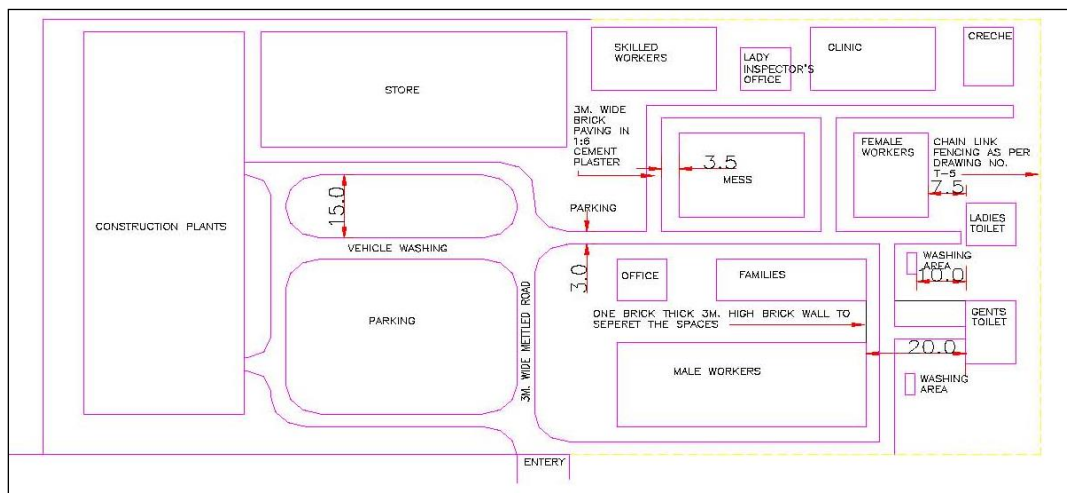 SKILLED
WORKERS
LADY
INSPECTOR'S
OFFICE
CLINIC
CRECHE
STORE
3M. WIDE
BRICK
PAVING IN
1:6
CEMENT
PLASTER
3.5
MESS
FEMALE
WORKERS
CHAIN LINK
FENCING AS PER
DRAWING NO.
T-5
7.5
15.0
CONSTRUCTION PLANTS
VEHICLE WASHING
PARKING
3.0
LADIES
TOILET
WASHING
AREA
10.0
OFFICE
FAMILIES
ONE BRICK THICK 3M. HIGH BRICK WALL TO
SEPERET THE SPACES
GENTS
TOILET
PARKING
3M. WIDE METTLED ROAD
20.0
MALE WORKERS
WASHING
AREA
ENTERY